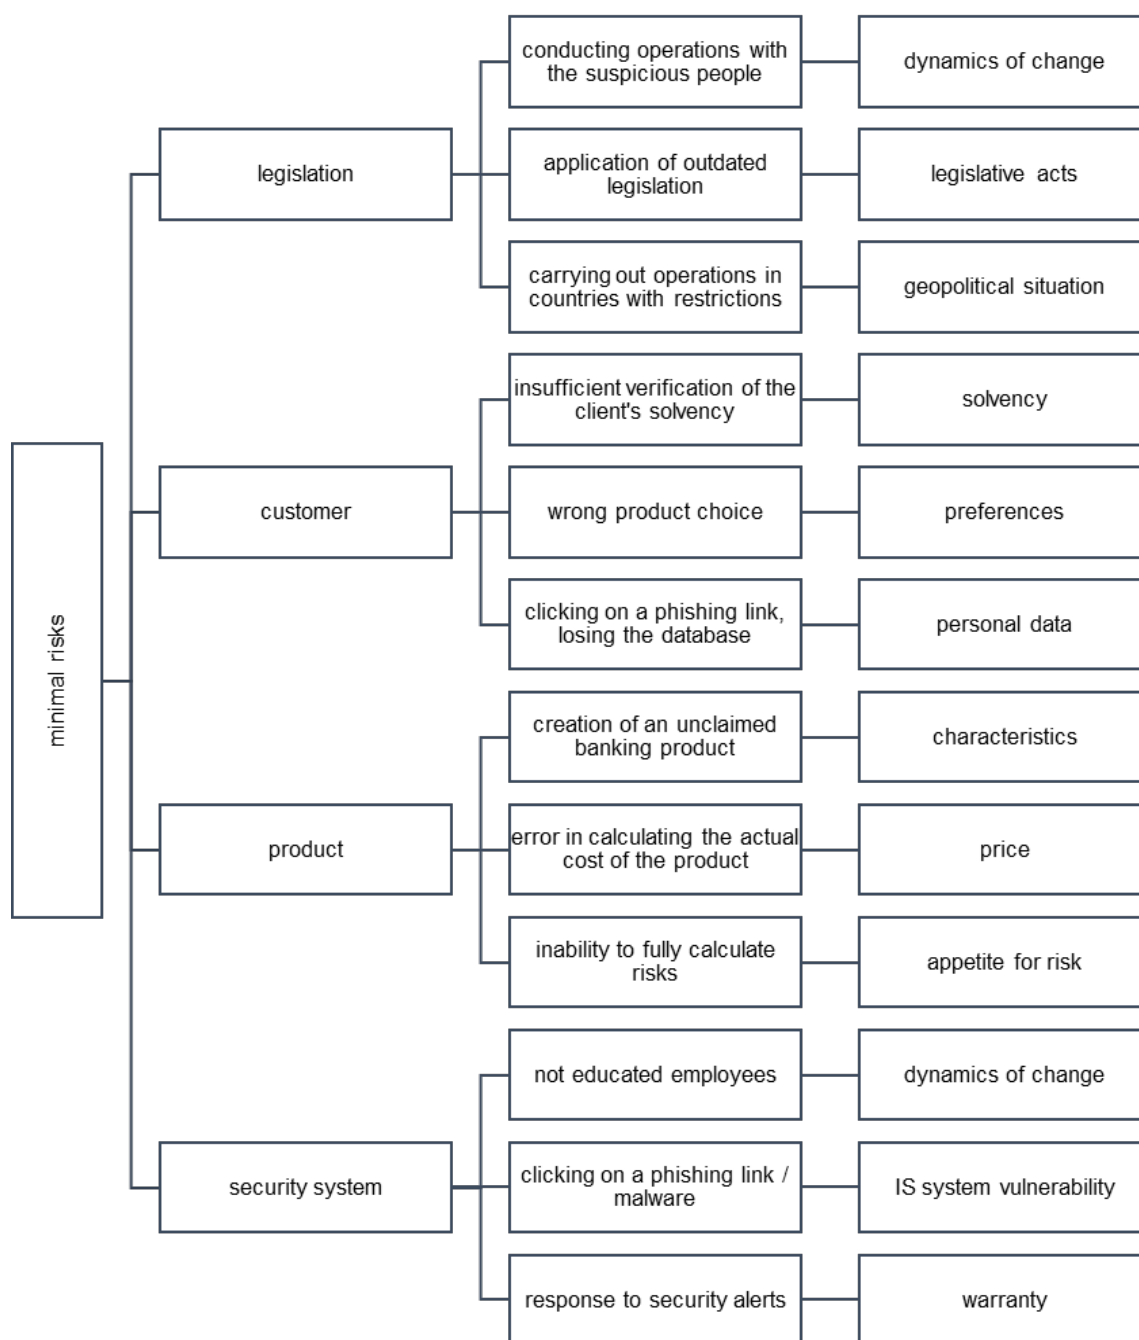 minimal risks
legislation
conducting operations with
the suspicious people
dynamics of change
application of outdated
legislation
legislative acts
carrying out operations in
countries with restrictions
geopolitical situation
customer
insufficient verification of the
client's solvency
solvency
wrong product choice
preferences
clicking on a phishing link,
losing the database
personal data
product
creation of an unclaimed
banking product
characteristics
error in calculating the actual
cost of the product
price
inability to fully calculate
risks
appetite for risk
security system
not educated employees
dynamics of change
clicking on a phishing link /
malware
IS system vulnerability
response to security alerts
warranty